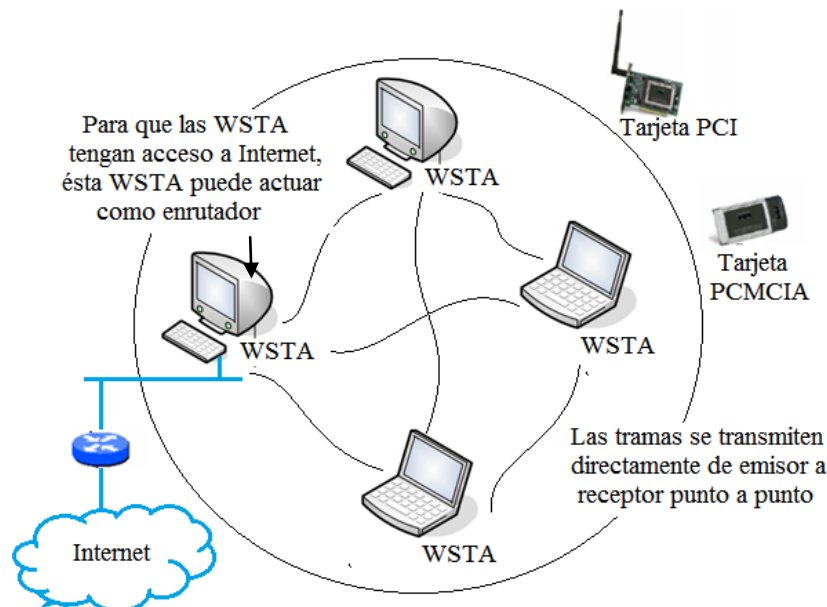 Para que las WSTA
tengan acceso a Internet,
ésta WSTA puede actuar
como enrutador
Tarjeta PCI
WSTA
Tarjeta
PCMCIA
WSTA
WSTA
Las tramas se transmiten
directamente de emisor a
receptor punto a punto
Internet
WSTA